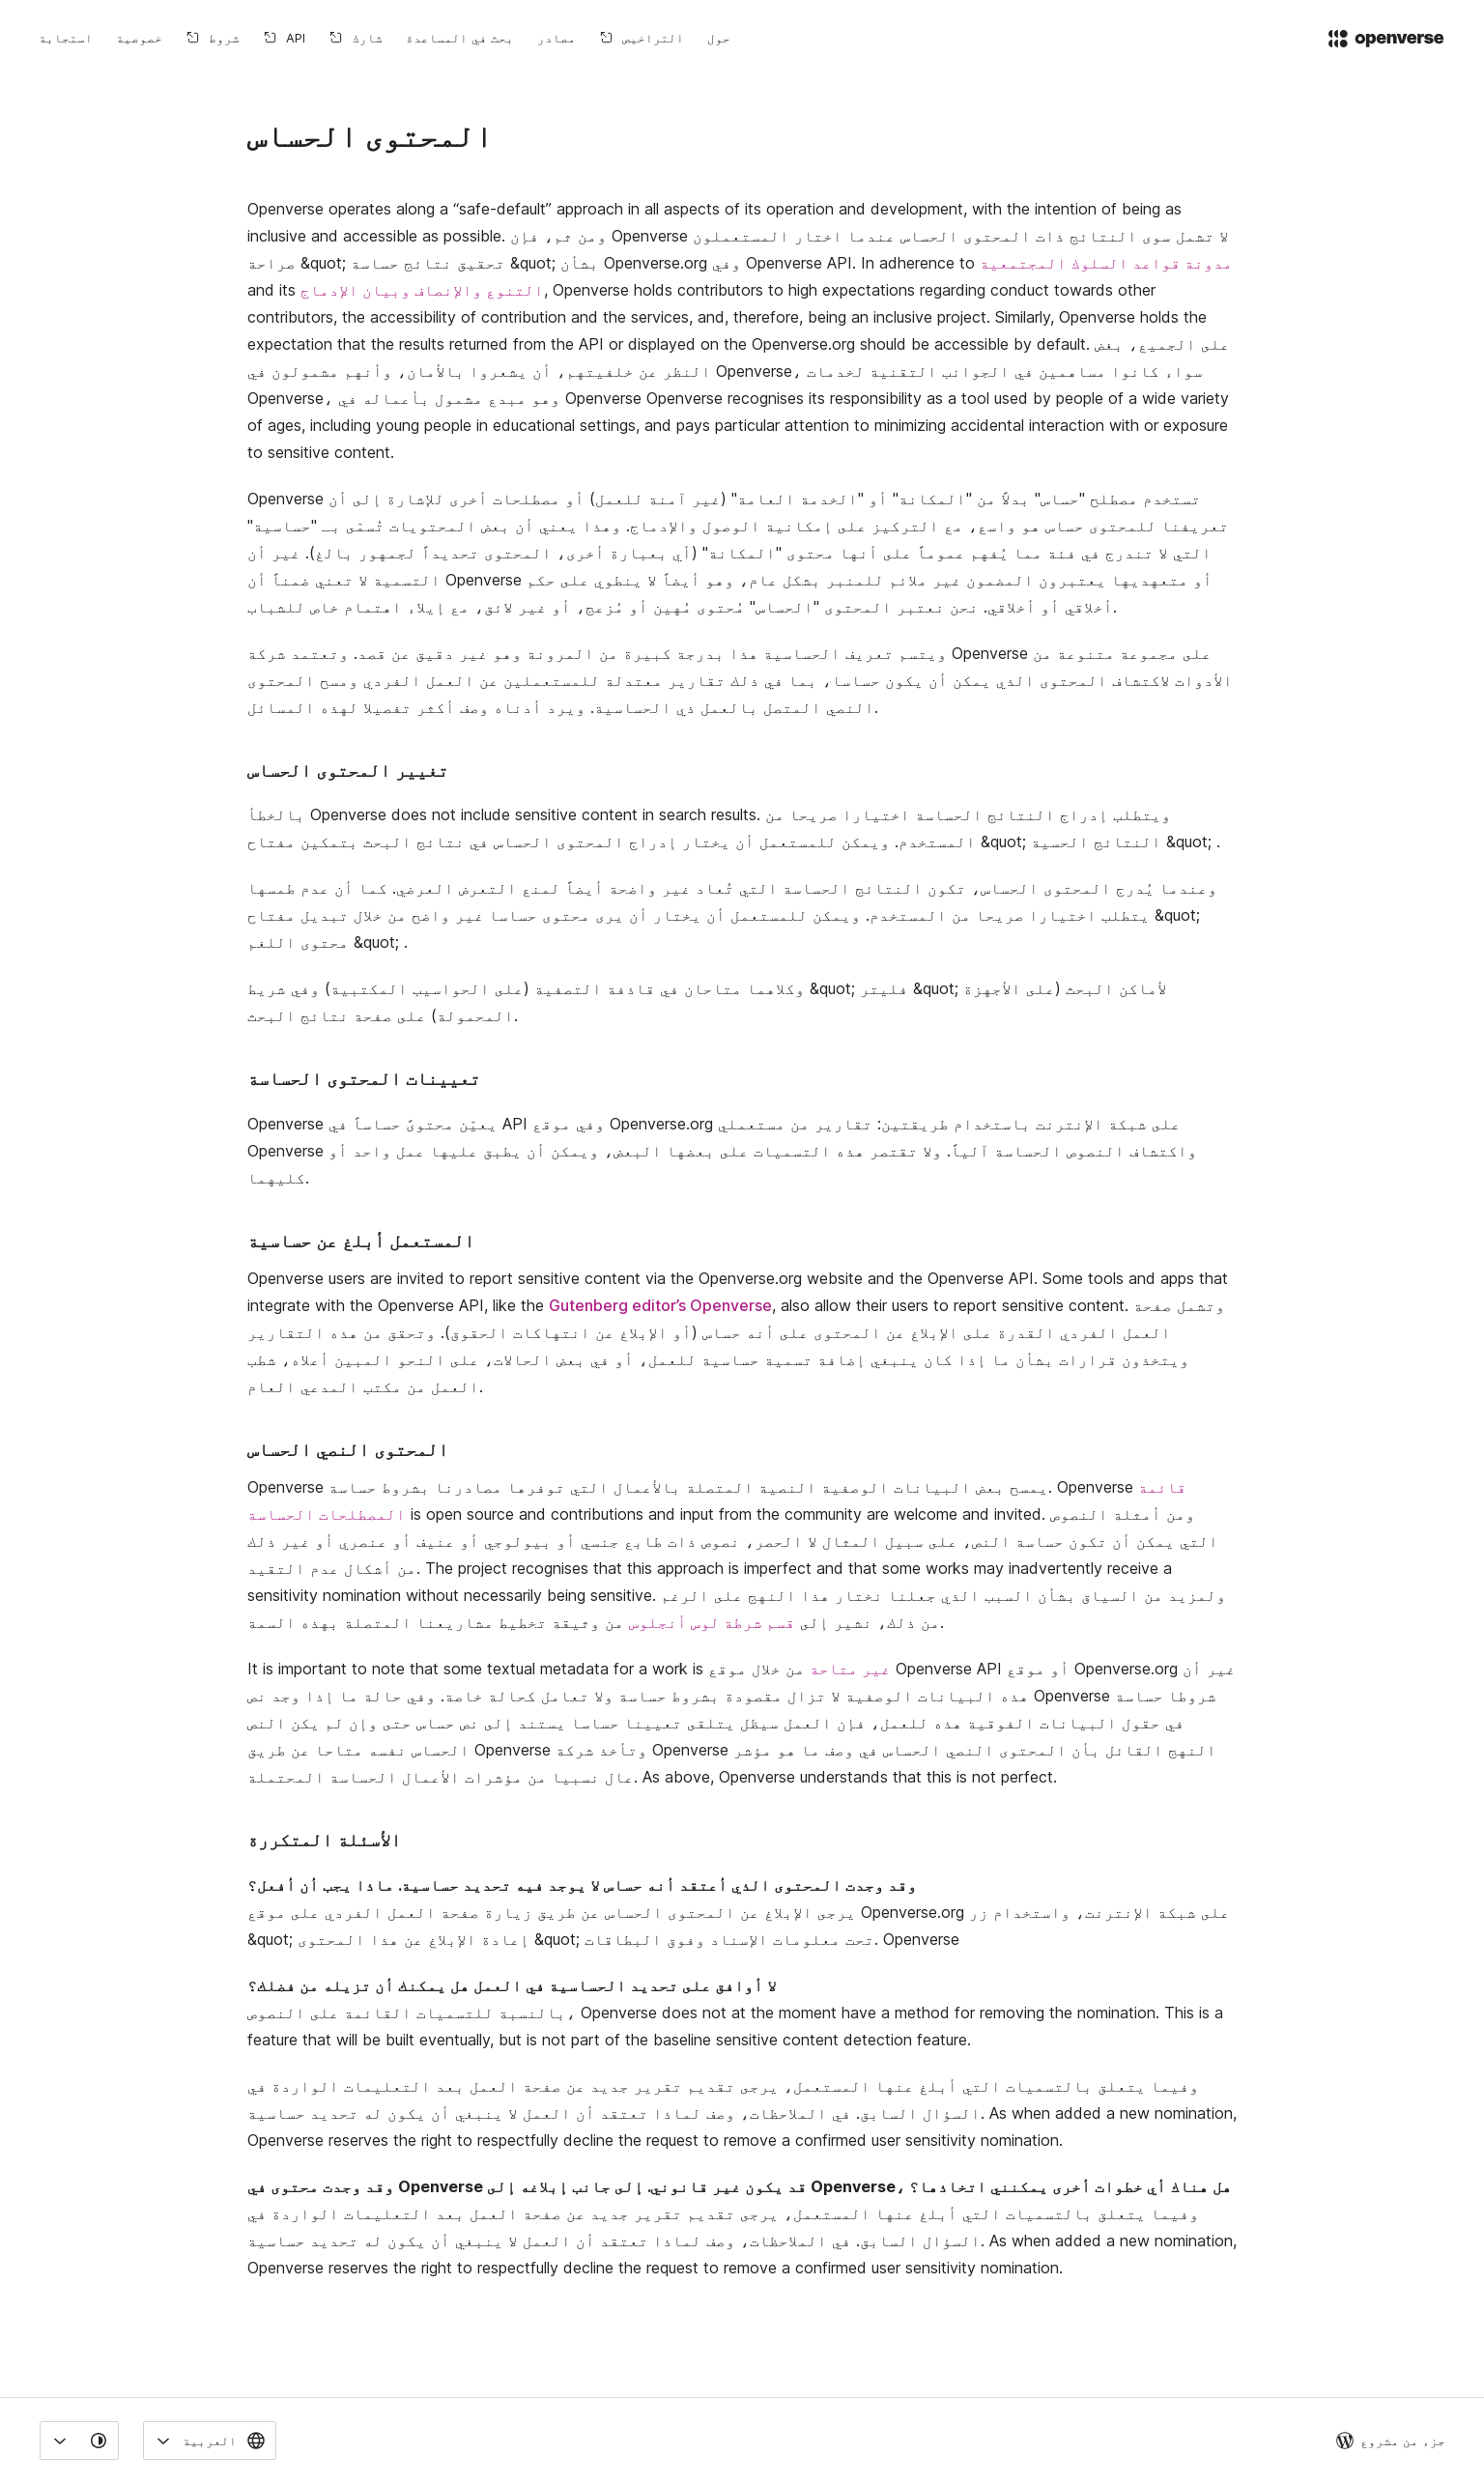 openverse
حول
التراخيص
مصادر
بحث في المساعدة
شارك
API
شروط
خصوصية
استجابة
المحتوى الحساس
Openverse operates along a “safe-default” approach in all aspects of its operation and development, with the intention of being as
inclusive and accessible as possible. ومن ثم، فإن Openverse لا تشمل سوى النتائج ذات المحتوى الحساس عندما اختار المستعملون
صراحة &quot; تحقيق نتائج حساسة &quot; بشأن Openverse.org وفي Openverse API. In adherence to مدونة قواعد السلوك المجتمعية
and its التنوع والإنصاف وبيان الإدماج, Openverse holds contributors to high expectations regarding conduct towards other
contributors, the accessibility of contribution and the services, and, therefore, being an inclusive project. Similarly, Openverse holds the
expectation that the results returned from the API or displayed on the Openverse.org should be accessible by default. على الجميع، بغض
النظر عن خلفيتهم، أن يشعروا بالأمان، وأنهم مشمولون في Openverse، سواء كانوا مساهمين في الجوانب التقنية لخدمات
Openverse، وهو مبدع مشمول بأعماله في Openverse Openverse recognises its responsibility as a tool used by people of a wide variety
of ages, including young people in educational settings, and pays particular attention to minimizing accidental interaction with or exposure
to sensitive content.
Openverse تستخدم مصطلح "حساس" بدلاً من "المكانة" أو "الخدمة العامة" (غير آمنة للعمل) أو مصطلحات أخرى للإشارة إلى أن
تعريفنا للمحتوى حساس هو واسع، مع التركيز على إمكانية الوصول والإدماج. وهذا يعني أن بعض المحتويات تُسمّى بـ "حساسية"
التي لا تندرج في فئة مما يُفهم عموماً على أنها محتوى "المكانة" (أي بعبارة أخرى، المحتوى تحديداً لجمهور بالغ). غير أن
التسمية لا تعني ضمناً أن Openverse أو متعهديها يعتبرون المضمون غير ملائم للمنبر بشكل عام، وهو أيضاً لا ينطوي على حكم
أخلاقي أو أخلاقي. نحن نعتبر المحتوى "الحساس" مُحتوى مُهين أو مُزعج، أو غير لائق، مع إيلاء اهتمام خاص للشباب.
ويتسم تعريف الحساسية هذا بدرجة كبيرة من المرونة وهو غير دقيق عن قصد. وتعتمد شركة Openverse على مجموعة متنوعة من
الأدوات لاكتشاف المحتوى الذي يمكن أن يكون حساسا، بما في ذلك تقارير معتدلة للمستعملين عن العمل الفردي ومسح المحتوى
النصي المتصل بالعمل ذي الحساسية. ويرد أدناه وصف أكثر تفصيلا لهذه المسائل.
تغيير المحتوى الحساس
بالخطأ Openverse does not include sensitive content in search results. ويتطلب إدراج النتائج الحساسة اختيارا صريحا من
المستخدم. ويمكن للمستعمل أن يختار إدراج المحتوى الحساس في نتائج البحث بتمكين مفتاح &quot; النتائج الحسية &quot; .
وعندما يُدرج المحتوى الحساس، تكون النتائج الحساسة التي تُعاد غير واضحة أيضاً لمنع التعرض العرضي. كما أن عدم طمسها
يتطلب اختيارا صريحا من المستخدم. ويمكن للمستعمل أن يختار أن يرى محتوى حساسا غير واضح من خلال تبديل مفتاح &quot;
محتوى اللغم &quot; .
وكلاهما متاحان في قاذفة التصفية (على الحواسيب المكتبية) وفي شريط &quot; فليتر &quot; لأماكن البحث (على الأجهزة
المحمولة) على صفحة نتائج البحث.
تعيينات المحتوى الحساسة
Openverse يعيّن محتوىً حساساً في API وفي موقع Openverse.org على شبكة الإنترنت باستخدام طريقتين: تقارير من مستعملي
Openverse واكتشاف النصوص الحساسة آلياً. ولا تقتصر هذه التسميات على بعضها البعض، ويمكن أن يطبق عليها عمل واحد أو
كليهما.
المستعمل أبلغ عن حساسية
Openverse users are invited to report sensitive content via the Openverse.org website and the Openverse API. Some tools and apps that
integrate with the Openverse API, like the Gutenberg editor’s Openverse, also allow their users to report sensitive content. وتشمل صفحة
العمل الفردي القدرة على الإبلاغ عن المحتوى على أنه حساس (أو الإبلاغ عن انتهاكات الحقوق). وتحقق من هذه التقارير
ويتخذون قرارات بشأن ما إذا كان ينبغي إضافة تسمية حساسية للعمل، أو في بعض الحالات، على النحو المبين أعلاه، شطب
العمل من مكتب المدعي العام.
المحتوى النصي الحساس
Openverse يمسح بعض البيانات الوصفية النصية المتصلة بالأعمال التي توفرها مصادرنا بشروط حساسة. Openverse قائمة
المصطلحات الحساسة is open source and contributions and input from the community are welcome and invited. ومن أمثلة النصوص
التي يمكن أن تكون حساسة النص، على سبيل المثال لا الحصر، نصوص ذات طابع جنسي أو بيولوجي أو عنيف أو عنصري أو غير ذلك
من أشكال عدم التقيد. The project recognises that this approach is imperfect and that some works may inadvertently receive a
sensitivity nomination without necessarily being sensitive. ولمزيد من السياق بشأن السبب الذي جعلنا نختار هذا النهج على الرغم
من ذلك، نشير إلى قسم شرطة لوس أنجلوس من وثيقة تخطيط مشاريعنا المتصلة بهذه السمة.
It is important to note that some textual metadata for a work is غير متاحة من خلال موقع Openverse API أو موقع Openverse.org غير أن
هذه البيانات الوصفية لا تزال مقصودة بشروط حساسة ولا تعامل كحالة خاصة. وفي حالة ما إذا وجد نص Openverse شروطا حساسة
في حقول البيانات الفوقية هذه للعمل، فإن العمل سيظل يتلقى تعيينا حساسا يستند إلى نص حساس حتى وإن لم يكن النص
الحساس نفسه متاحا عن طريق Openverse وتأخذ شركة Openverse النهج القائل بأن المحتوى النصي الحساس في وصف ما هو مؤشر
عال نسبيا من مؤشرات الأعمال الحساسة المحتملة. As above, Openverse understands that this is not perfect.
الأسئلة المتكررة
وقد وجدت المحتوى الذي أعتقد أنه حساس لا يوجد فيه تحديد حساسية. ماذا يجب أن أفعل؟
يرجى الإبلاغ عن المحتوى الحساس عن طريق زيارة صفحة العمل الفردي على موقع Openverse.org على شبكة الإنترنت، واستخدام زر
&quot; إعادة الإبلاغ عن هذا المحتوى &quot; تحت معلومات الإسناد وفوق البطاقات. Openverse
لا أوافق على تحديد الحساسية في العمل هل يمكنك أن تزيله من فضلك؟
بالنسبة للتسميات القائمة على النصوص، Openverse does not at the moment have a method for removing the nomination. This is a
feature that will be built eventually, but is not part of the baseline sensitive content detection feature.
وفيما يتعلق بالتسميات التي أبلغ عنها المستعمل، يرجى تقديم تقرير جديد عن صفحة العمل بعد التعليمات الواردة في
السؤال السابق. في الملاحظات، وصف لماذا تعتقد أن العمل لا ينبغي أن يكون له تحديد حساسية. As when added a new nomination,
Openverse reserves the right to respectfully decline the request to remove a confirmed user sensitivity nomination.
وقد وجدت محتوى في Openverse قد يكون غير قانوني. إلى جانب إبلاغه إلى Openverse، هل هناك أي خطوات أخرى يمكنني اتخاذها؟
وفيما يتعلق بالتسميات التي أبلغ عنها المستعمل، يرجى تقديم تقرير جديد عن صفحة العمل بعد التعليمات الواردة في
السؤال السابق. في الملاحظات، وصف لماذا تعتقد أن العمل لا ينبغي أن يكون له تحديد حساسية. As when added a new nomination,
Openverse reserves the right to respectfully decline the request to remove a confirmed user sensitivity nomination.
جزء من مشروع
العربية